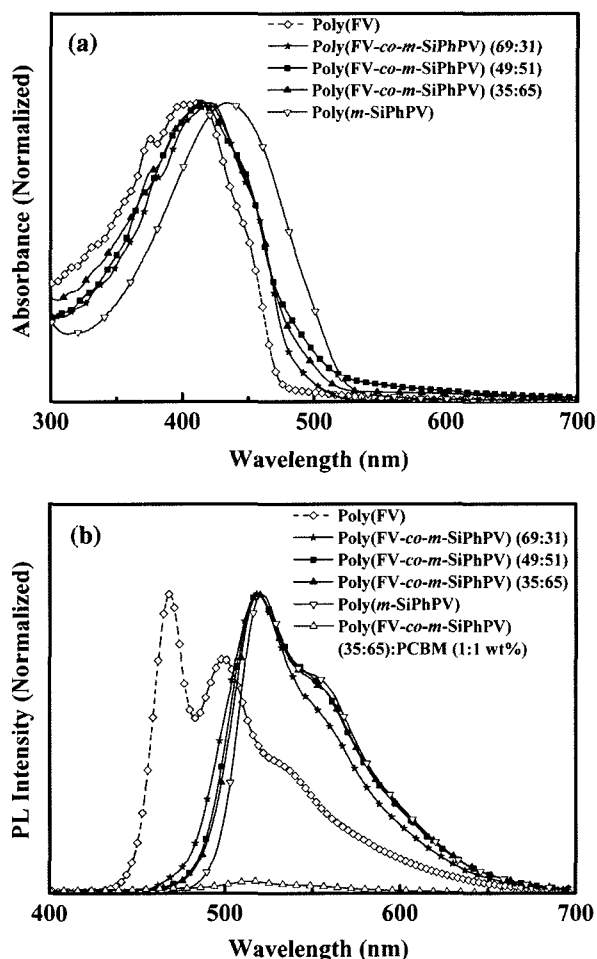 (a)
Poly(FV)
Poly(FV-co-m-SiPhPV) (69:31)
Poly(FV-co-m-SiPhPV) (49:51)
Poly(FV-co-m-SiPhPV) (35:65)
Poly(m-SiPhPV)
Absorbance (Normalized)
300 400 500 600 700
Wavelength (nm)
(b)
Poly(FV)
Poly(FV-co-m-SiPhPV) (69:31)
Poly(FV-co-m-SiPhPV) (49:51)
Poly(FV-co-m-SiPhPV) (35:65)
Poly(m-SiPhPV)
Poly(FV-co-m-SiPhPV)
(35:65):PCBM (1:1 wt%)
PL Intensity (Normalized)
400 500 600 700
Wavelength (nm)